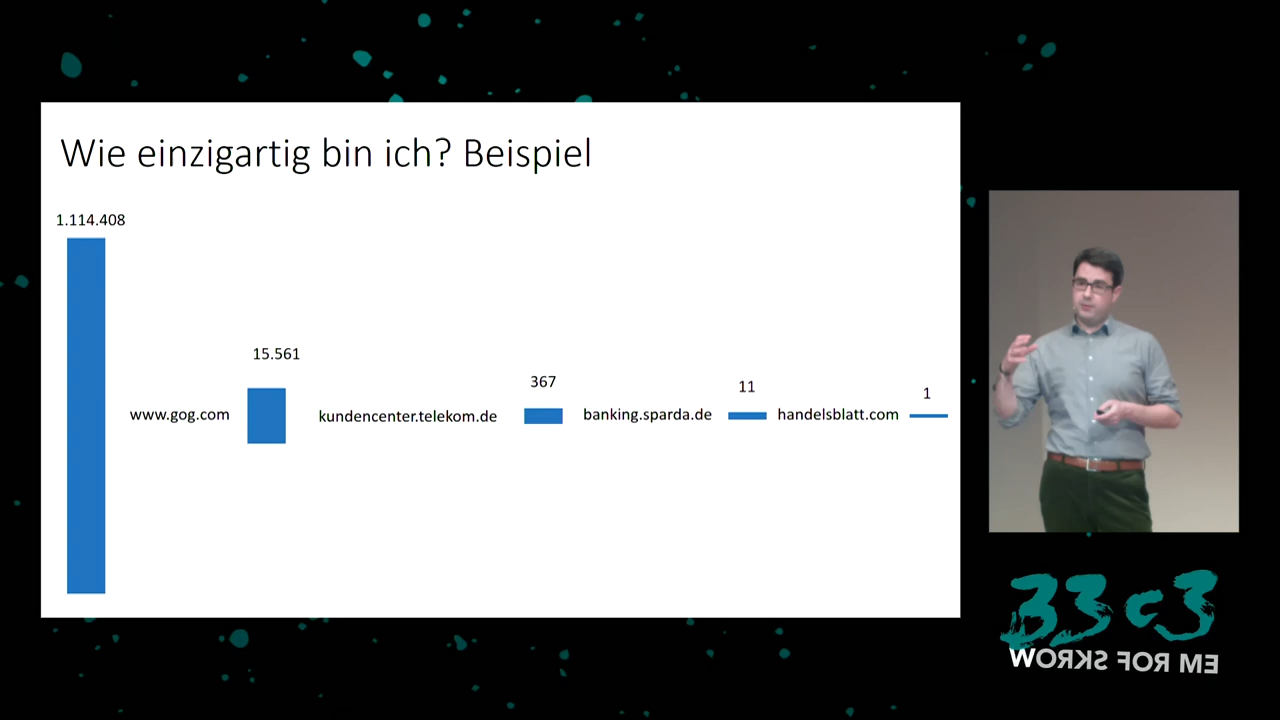 Wie einzigartig bin ich? Beispiel
1.114.408
www.gog.com
15.561
kundencenter.telekom.de
367
banking.sparda.de
11
handelsblatt.com
1
33c3
WORKS FOR ME